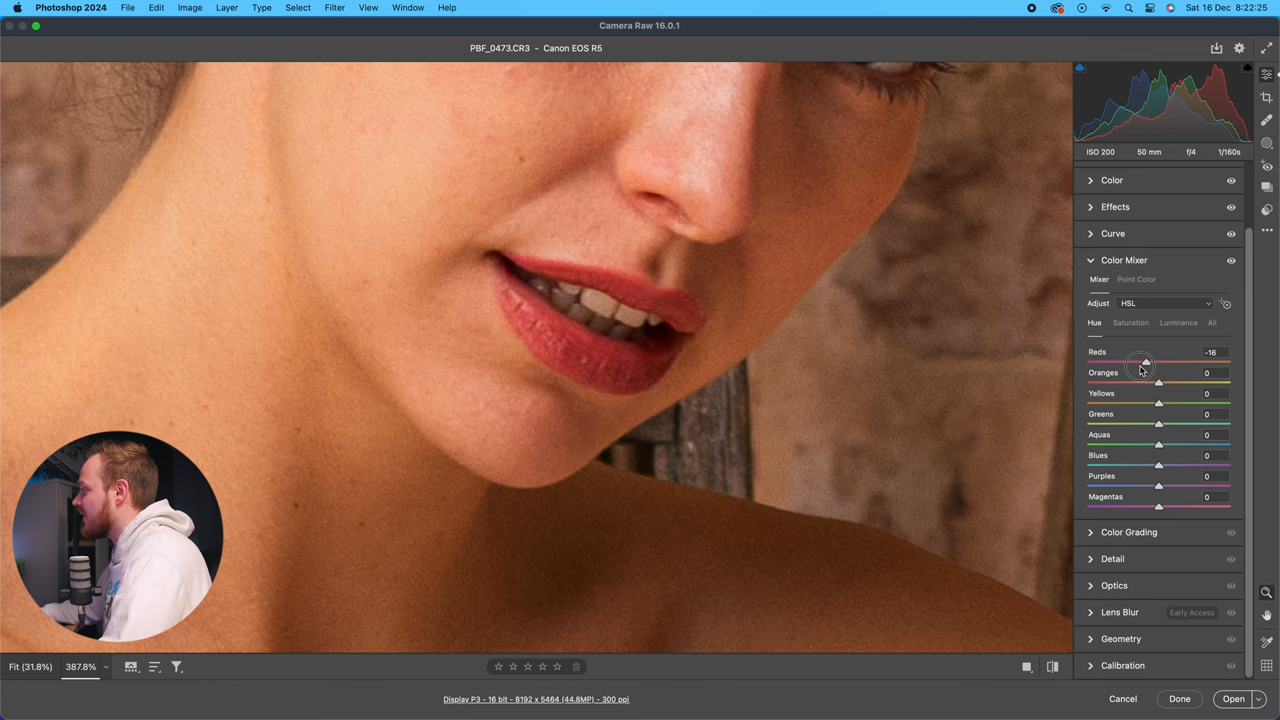 Photoshop 2024 File Edit Image Layer Type Select Filter View Window Help Sat 16 Dec 8:22:25
Camera Raw 16.0.1
PBF_0473.CR3 - Canon EOS R5
ISO 200 50 mm f/4 1/160s
Color
Effects
Curve
Color Mixer
Mixer Point Color
Adjust HSL
Hue Saturation Luminance All
Reds -16
Oranges 0
Yellows 0
Greens 0
Aquas 0
Blues 0
Purples 0
Magentas 0
Color Grading
Detail
Optics
Lens Blur Early Access
Geometry
Calibration
Fit (31.8%) 387.8%
Display P3 - 16 bit - 8192 x 5464 (44.8MP) - 300 ppi
Cancel Done Open